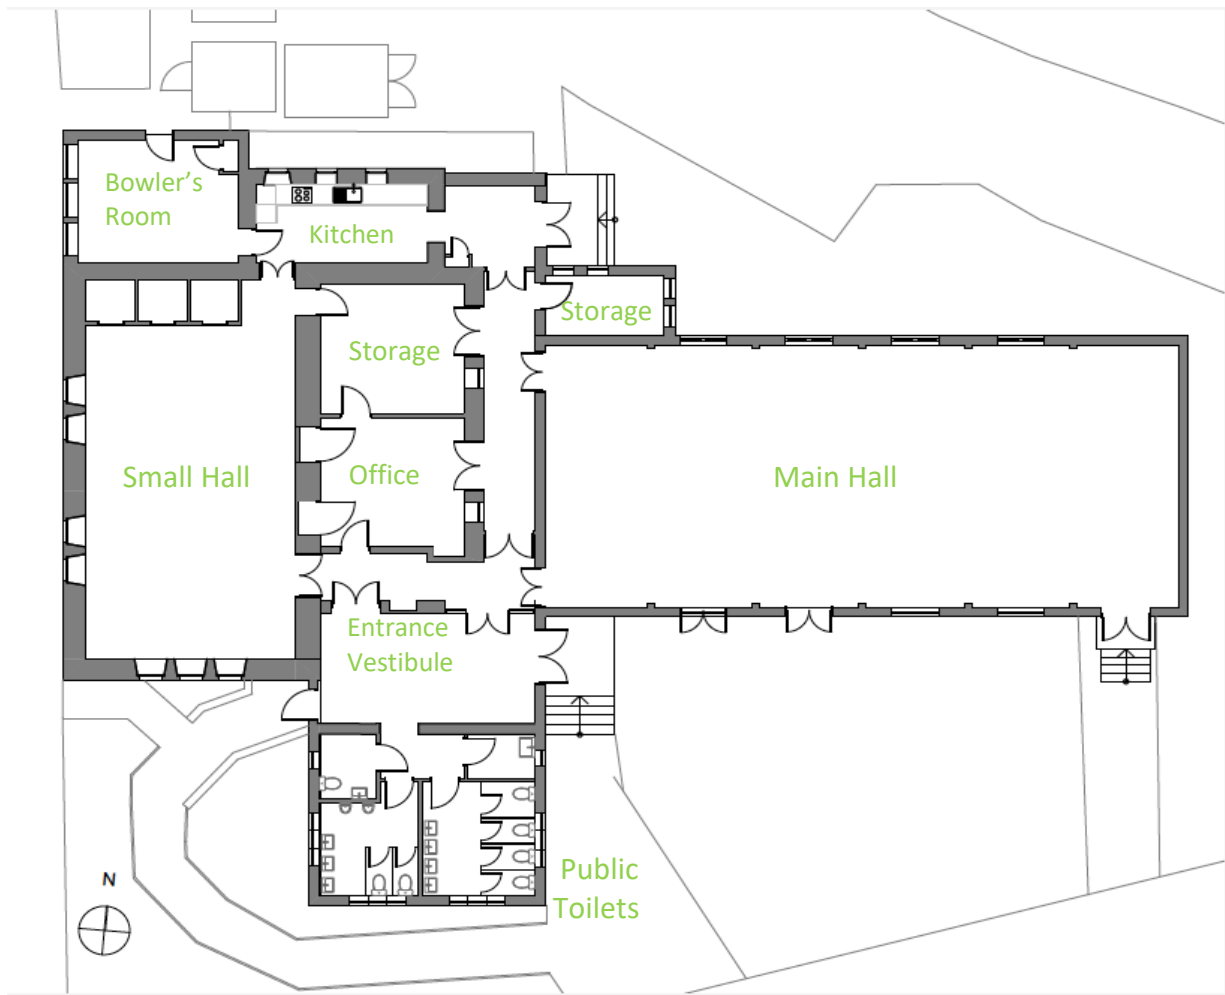 Bowler's
Room
Kitchen
Storage
Storage
Small Hall
Office
Main Hall
Entrance
Vestibule
Public
Toilets
N